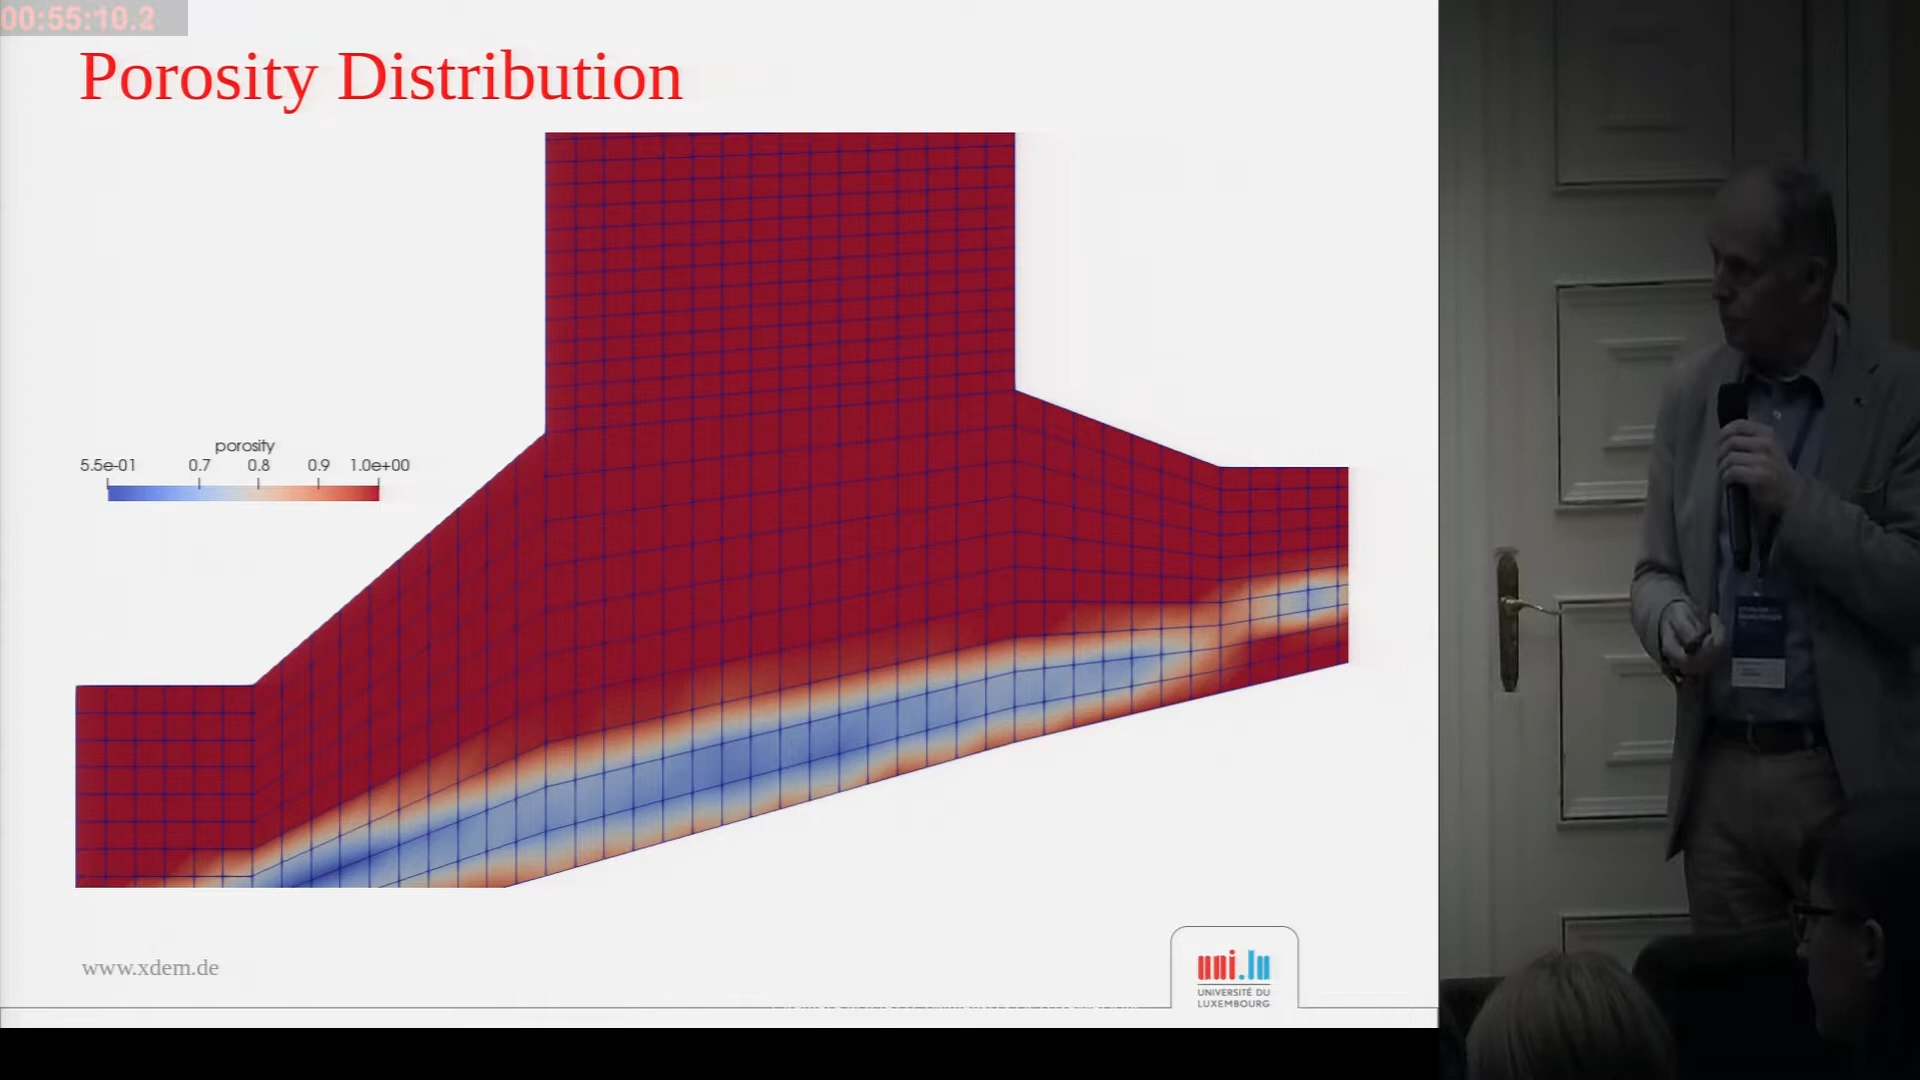 00:55:10.2
Porosity Distribution
porosity
5.5e-01 0.7 0.8 0.9 1.0e+00
www.xdem.de
uni.lu
UNIVERSITÉ DU
LUXEMBOURG